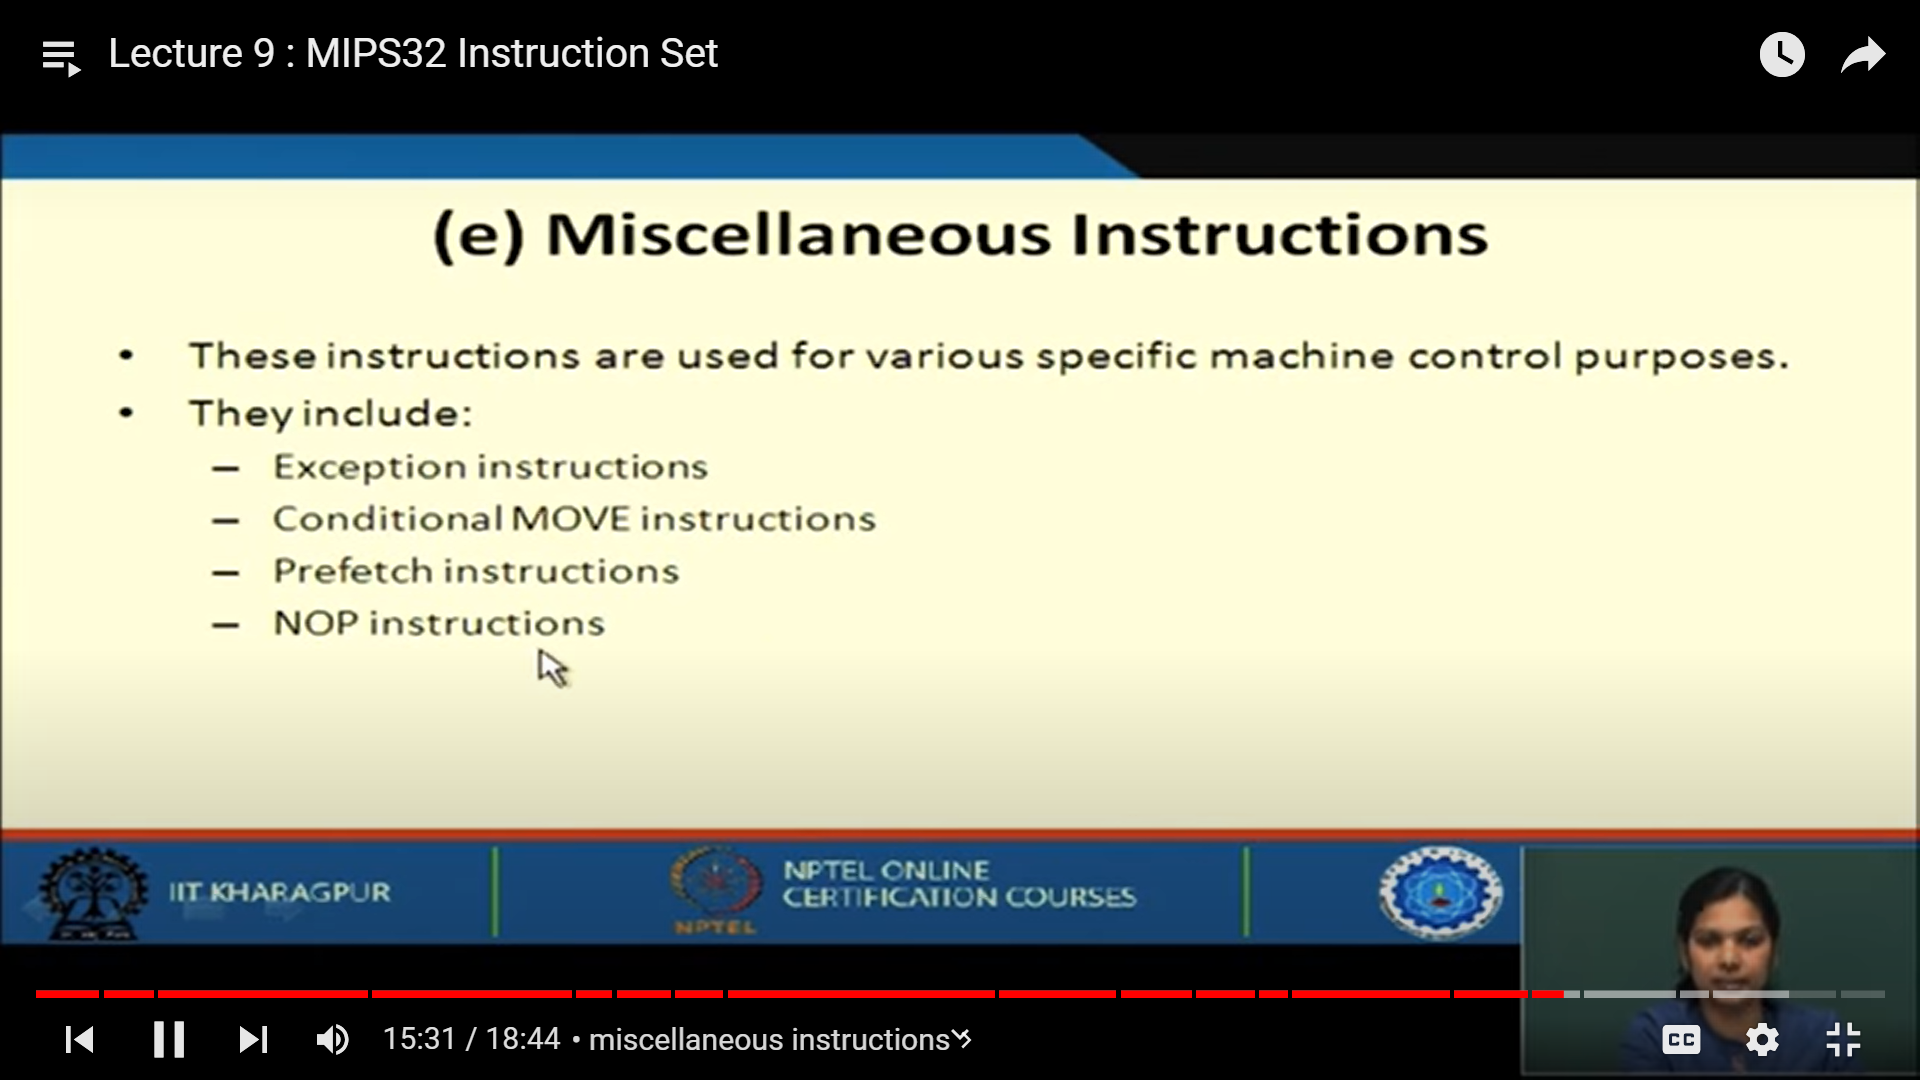 Lecture 9 : MIPS32 Instruction Set
(e) Miscellaneous Instructions
• These instructions are used for various specific machine control purposes.
• They include:
– Exception instructions
– Conditional MOVE instructions
– Prefetch instructions
– NOP instructions
IIT KHARAGPUR
NPTEL
NPTEL ONLINE
CERTIFICATION COURSES
15:31 / 18:44 • miscellaneous instructions
CC